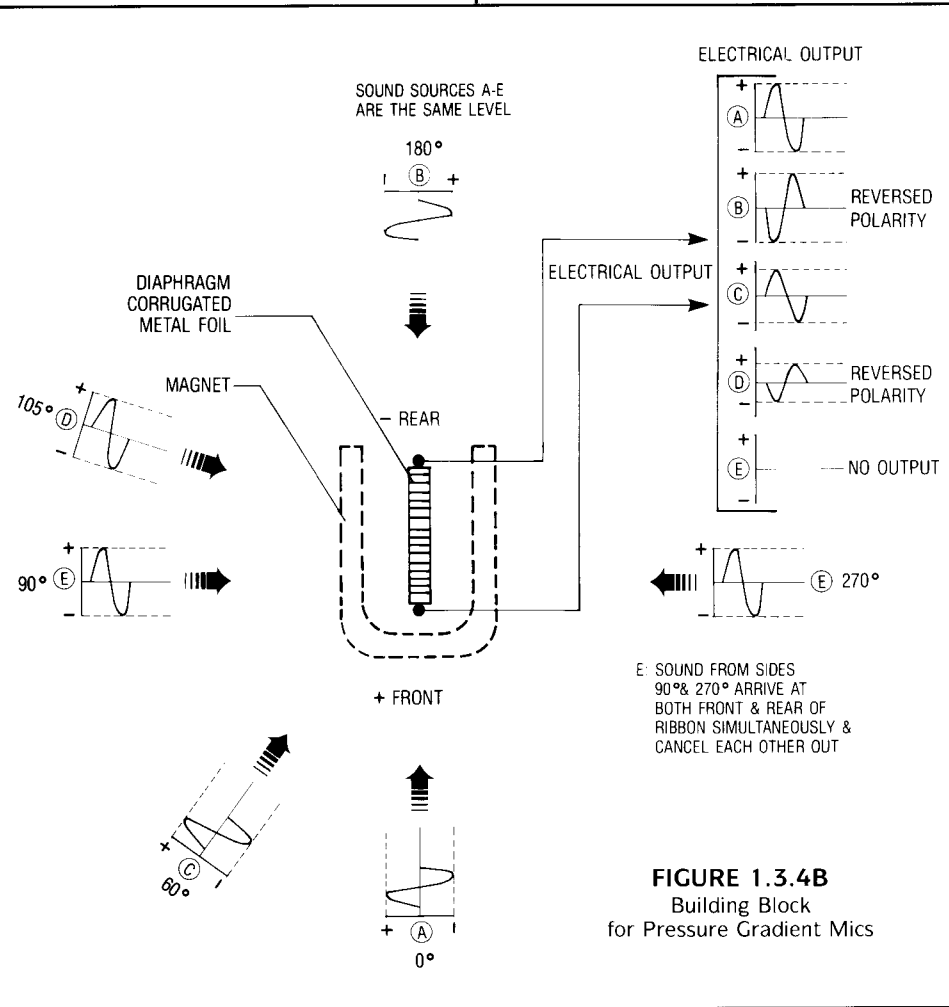 ELECTRICAL OUTPUT
SOUND SOURCES A-E
ARE THE SAME LEVEL
180°
B
+
+
A
−
+
B
−
REVERSED
POLARITY
ELECTRICAL OUTPUT
+
C
−
DIAPHRAGM
CORRUGATED
METAL FOIL
MAGNET
− REAR
+
D
−
REVERSED
POLARITY
+
E
−
NO OUTPUT
+
105° D
−
+
90° E
−
+
E 270°
−
E: SOUND FROM SIDES
90°& 270° ARRIVE AT
BOTH FRONT & REAR OF
RIBBON SIMULTANEOUSLY &
CANCEL EACH OTHER OUT
+ FRONT
+
C
−
60°
+ A
0°
FIGURE 1.3.4B
Building Block
for Pressure Gradient Mics